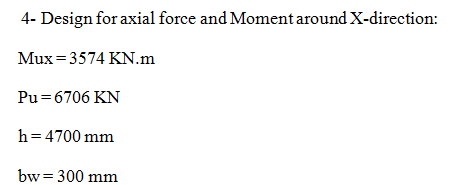 4- Design for axial force and Moment around X-direction:
Mux=3574 KN.m
Pu=6706 KN
h=4700 mm
bw=300 mm